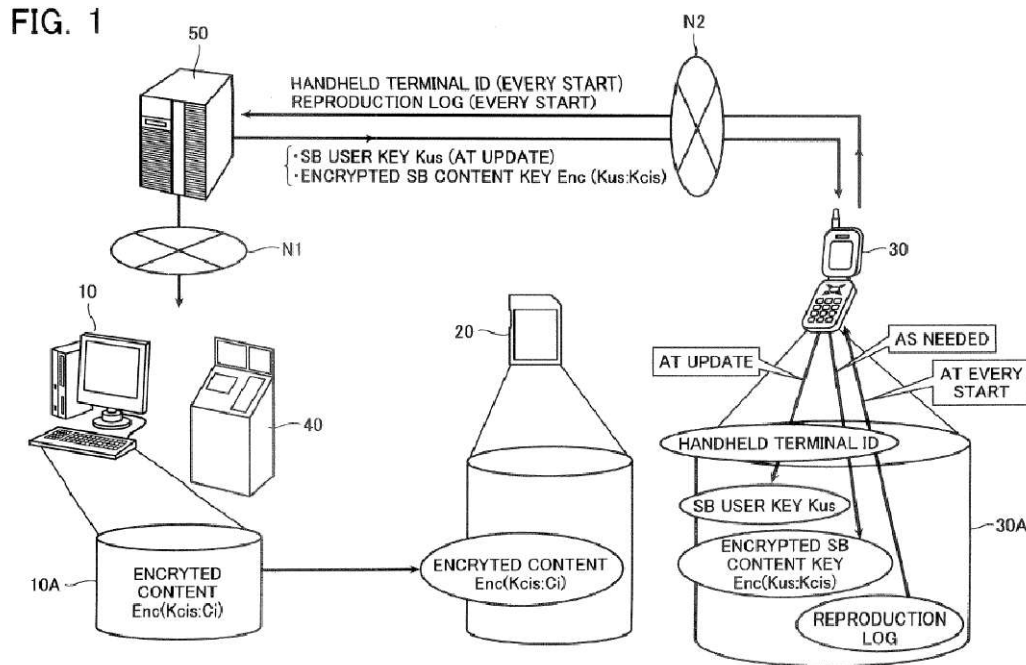 FIG. 1
50
N2
HANDHELD TERMINAL ID (EVERY START)
REPRODUCTION LOG (EVERY START)
・SB USER KEY Kus (AT UPDATE)
・ENCRYPTED SB CONTENT KEY Enc (Kus:Kcis)
N1
30
10
20
40
AT UPDATE
AS NEEDED
AT EVERY
START
HANDHELD TERMINAL ID
SB USER KEY Kus
ENCRYPTED SB
CONTENT KEY
Enc(Kus:Kcis)
REPRODUCTION
LOG
30A
10A
ENCRYTED
CONTENT
Enc(Kcis:Ci)
ENCRYTED CONTENT
Enc(Kcis:Ci)